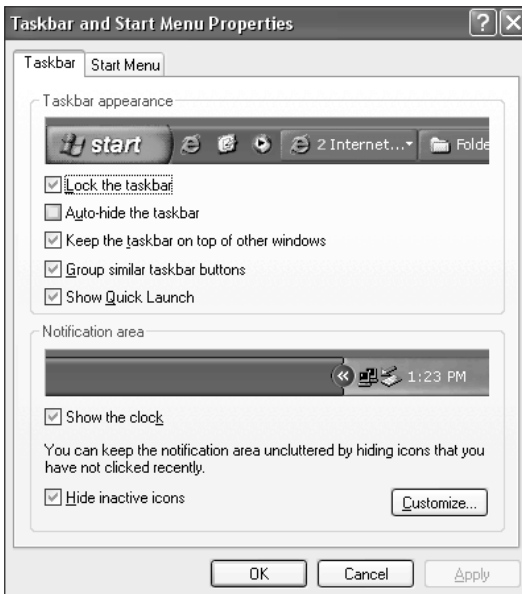 Taskbar and Start Menu Properties
Taskbar
Start Menu
Taskbar appearance
start
2 Internet...
Folde
Lock the taskbar
Auto-hide the taskbar
Keep the taskbar on top of other windows
Group similar taskbar buttons
Show Quick Launch
Notification area
1:23 PM
Show the clock
You can keep the notification area uncluttered by hiding icons that you
have not clicked recently.
Hide inactive icons
Customize...
OK
Cancel
Apply